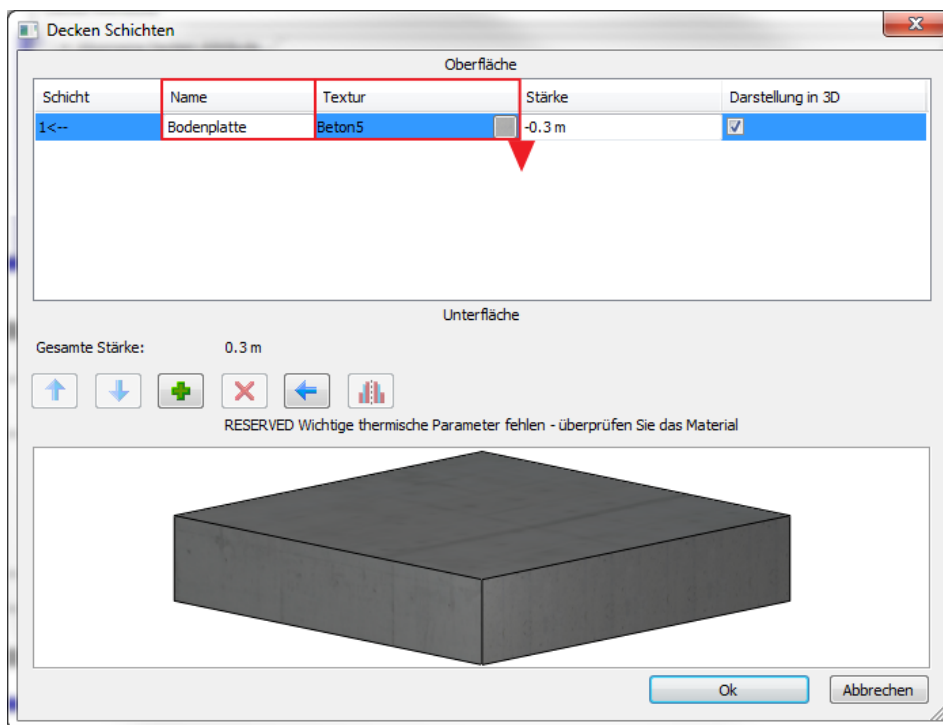 Decken Schichten
Oberfläche
Schicht Name Textur Stärke Darstellung in 3D
1<-- Bodenplatte Beton5 -0.3 m
Unterfläche
Gesamte Stärke: 0.3 m
RESERVED Wichtige thermische Parameter fehlen - überprüfen Sie das Material
Ok Abbrechen